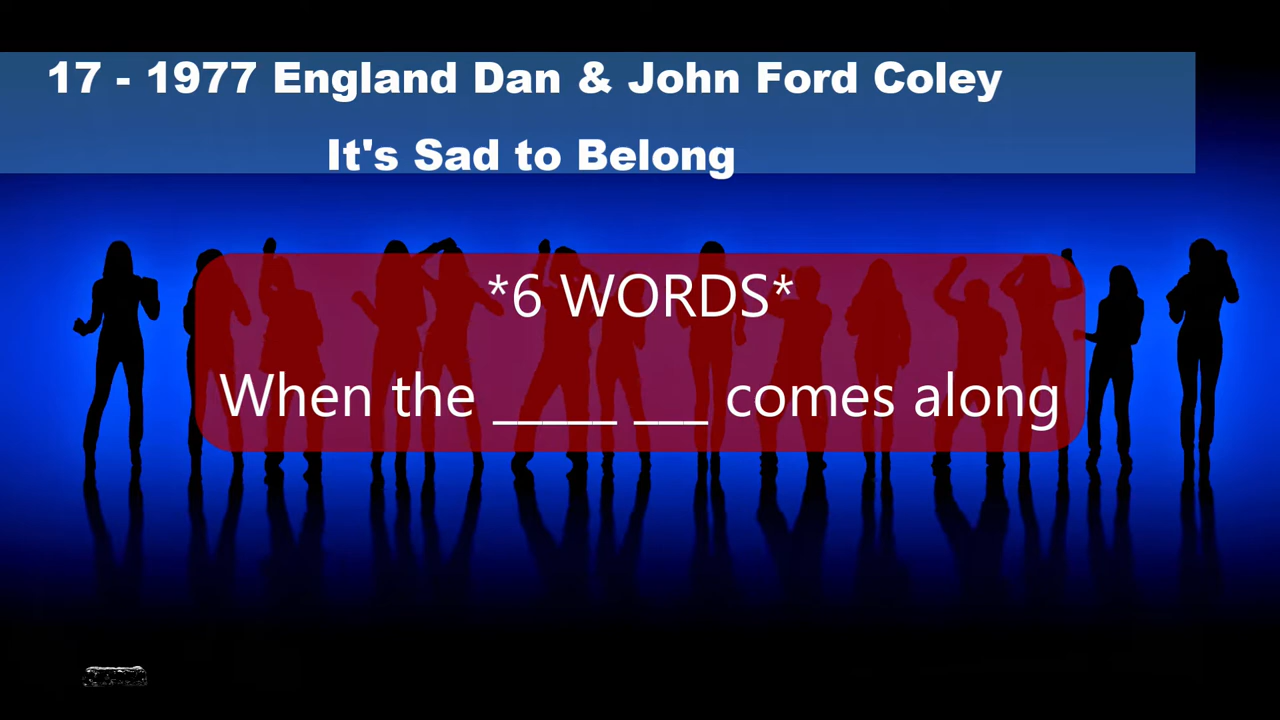 17 - 1977 England Dan & John Ford Coley
It's Sad to Belong
*6 WORDS*
When the _____ ___ comes along